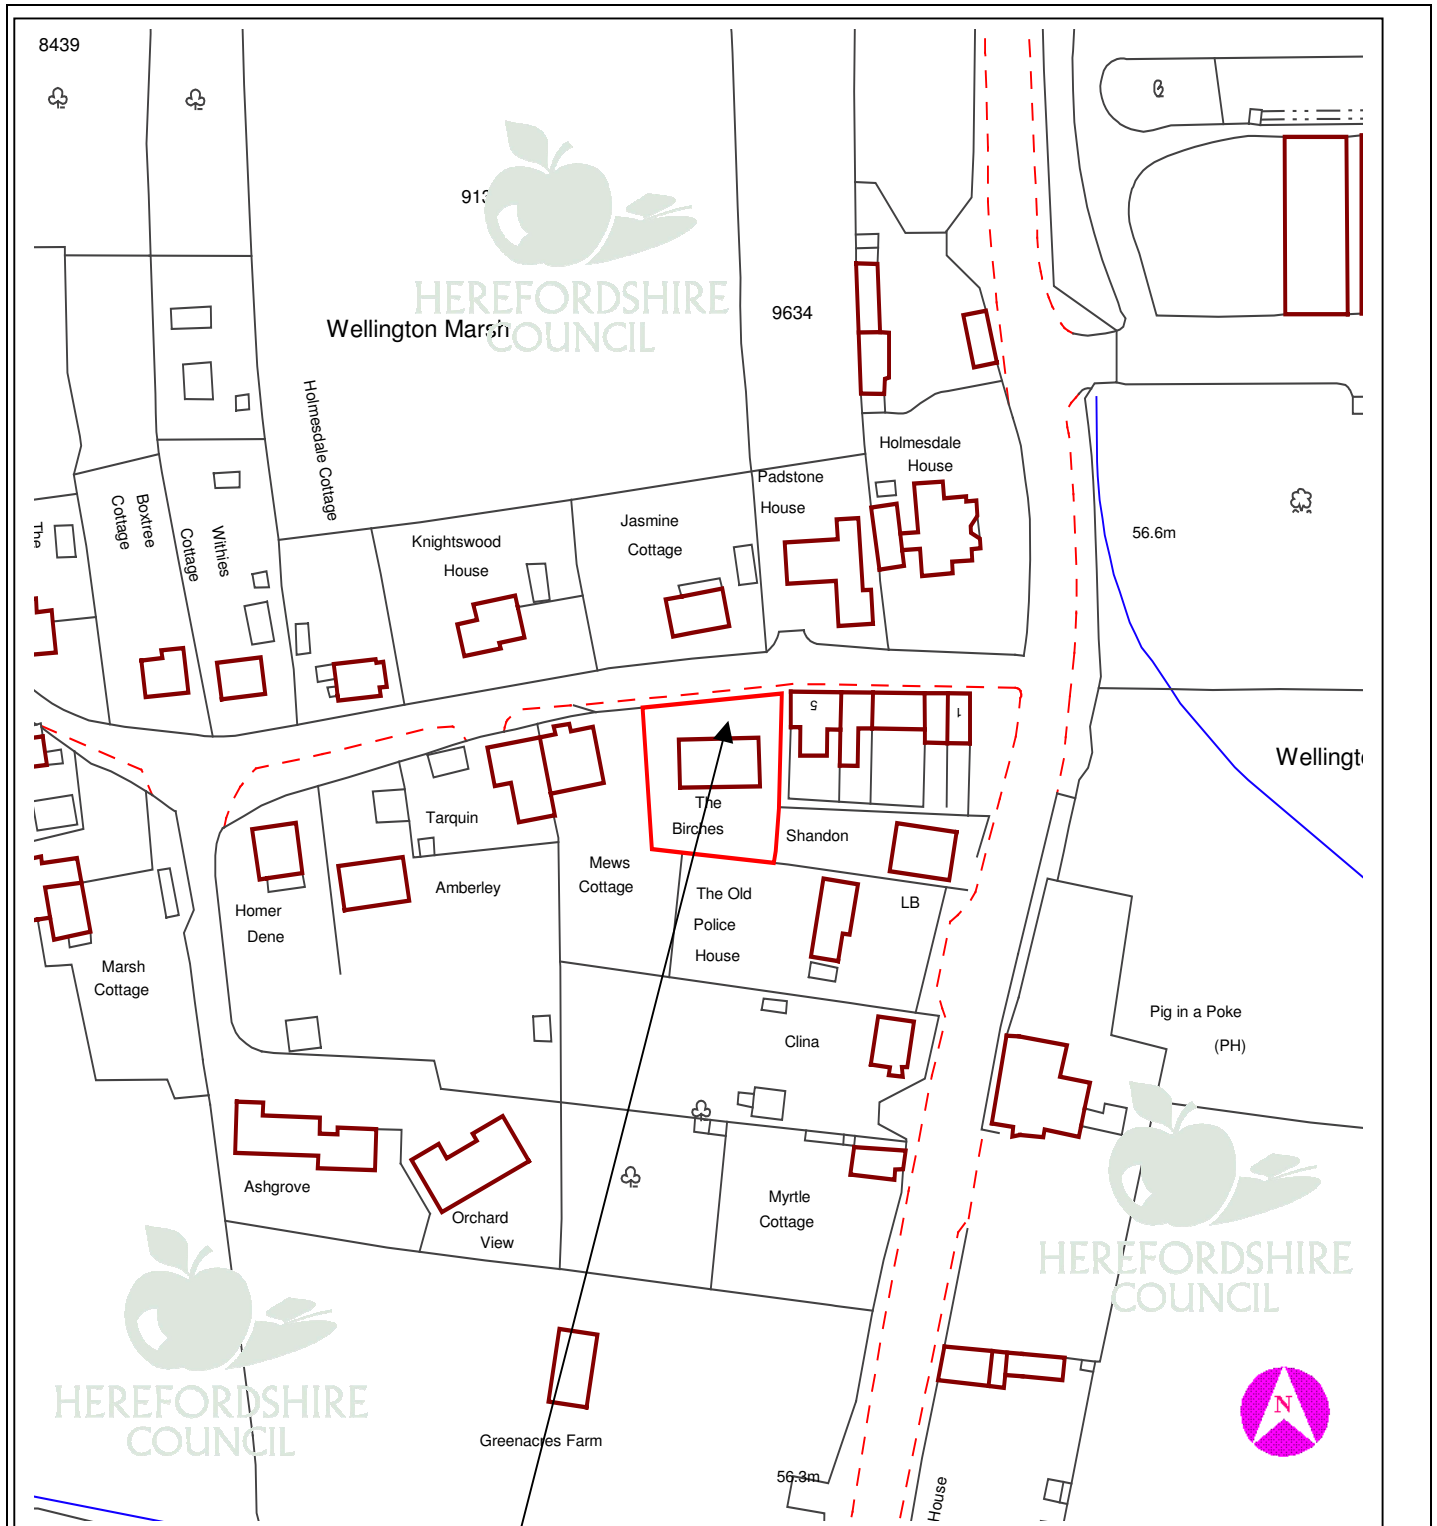 8439
HEREFORDSHIRE
COUNCIL
9634
Wellington Marsh
Holmesdale Cottage
Holmesdale
House
Padstone
House
Jasmine
Cottage
Knightswood
House
Boxtree
Cottage
Withies
Cottage
The
56.6m
5
1
The
Birches
Shandon
Tarquin
Mews
Cottage
Amberley
The Old
Police
House
LB
Homer
Dene
Marsh
Cottage
Clina
Pig in a Poke
(PH)
Ashgrove
Orchard
View
Myrtle
Cottage
HEREFORDSHIRE
COUNCIL
HEREFORDSHIRE
COUNCIL
N
Greenacres Farm
56.3m
House